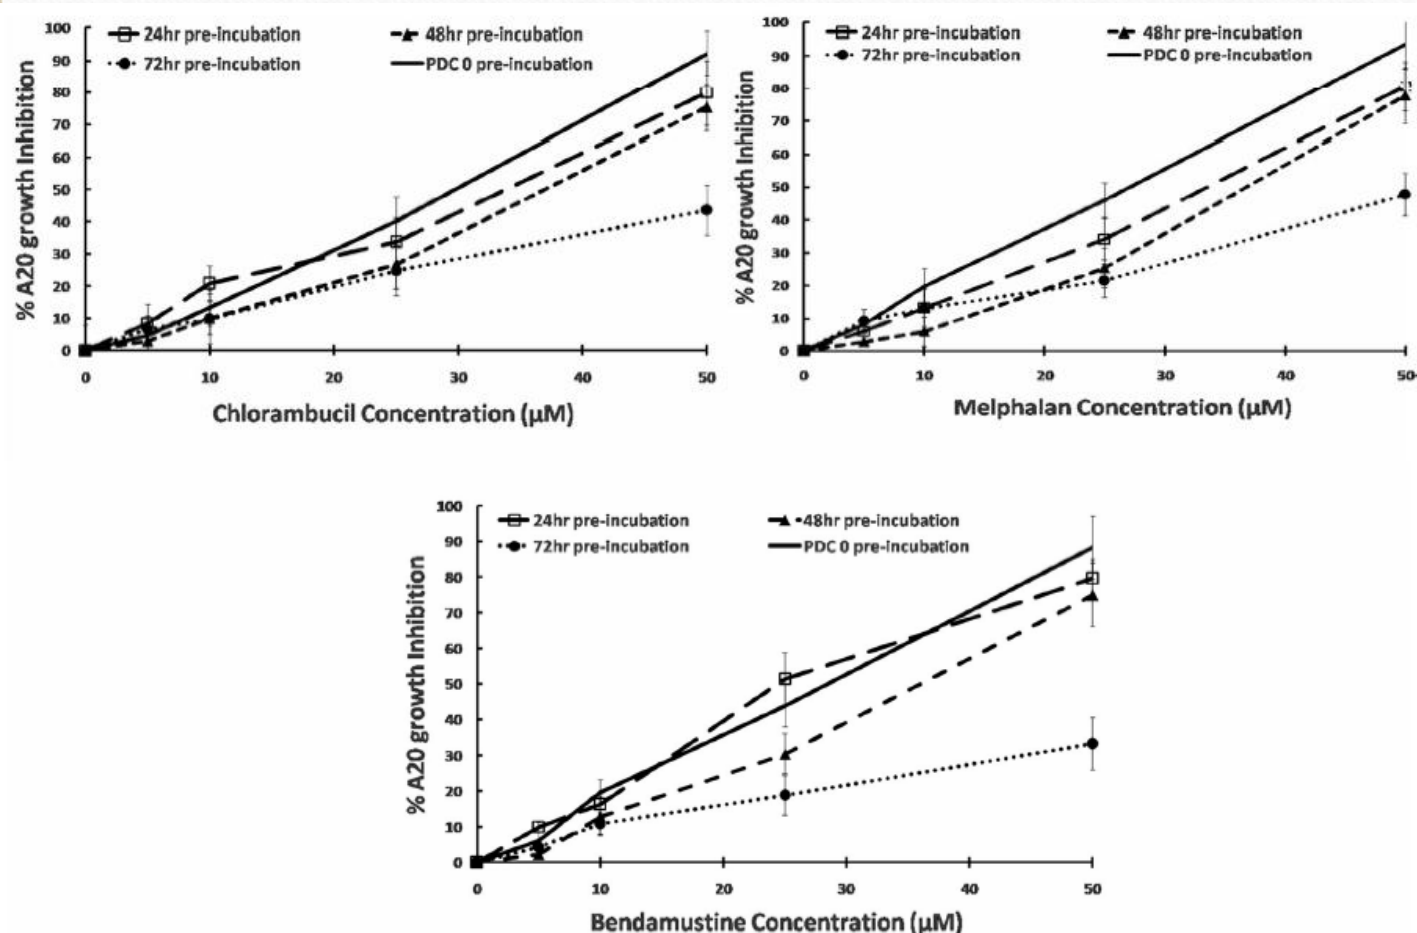 24hr pre-incubation
48hr pre-incubation
72hr pre-incubation
PDC 0 pre-incubation
% A20 growth Inhibition
100
90
80
70
60
50
40
30
20
10
0
0 10 20 30 40 50
Chlorambucil Concentration (µM)
24hr pre-incubation
48hr pre-incubation
72hr pre-incubation
PDC 0 pre-incubation
% A20 growth Inhibition
100
90
80
70
60
50
40
30
20
10
0
0 10 20 30 40 50
Melphalan Concentration (µM)
24hr pre-incubation
48hr pre-incubation
72hr pre-incubation
PDC 0 pre-incubation
% A20 growth Inhibition
100
90
80
70
60
50
40
30
20
10
0
0 10 20 30 40 50
Bendamustine Concentration (µM)